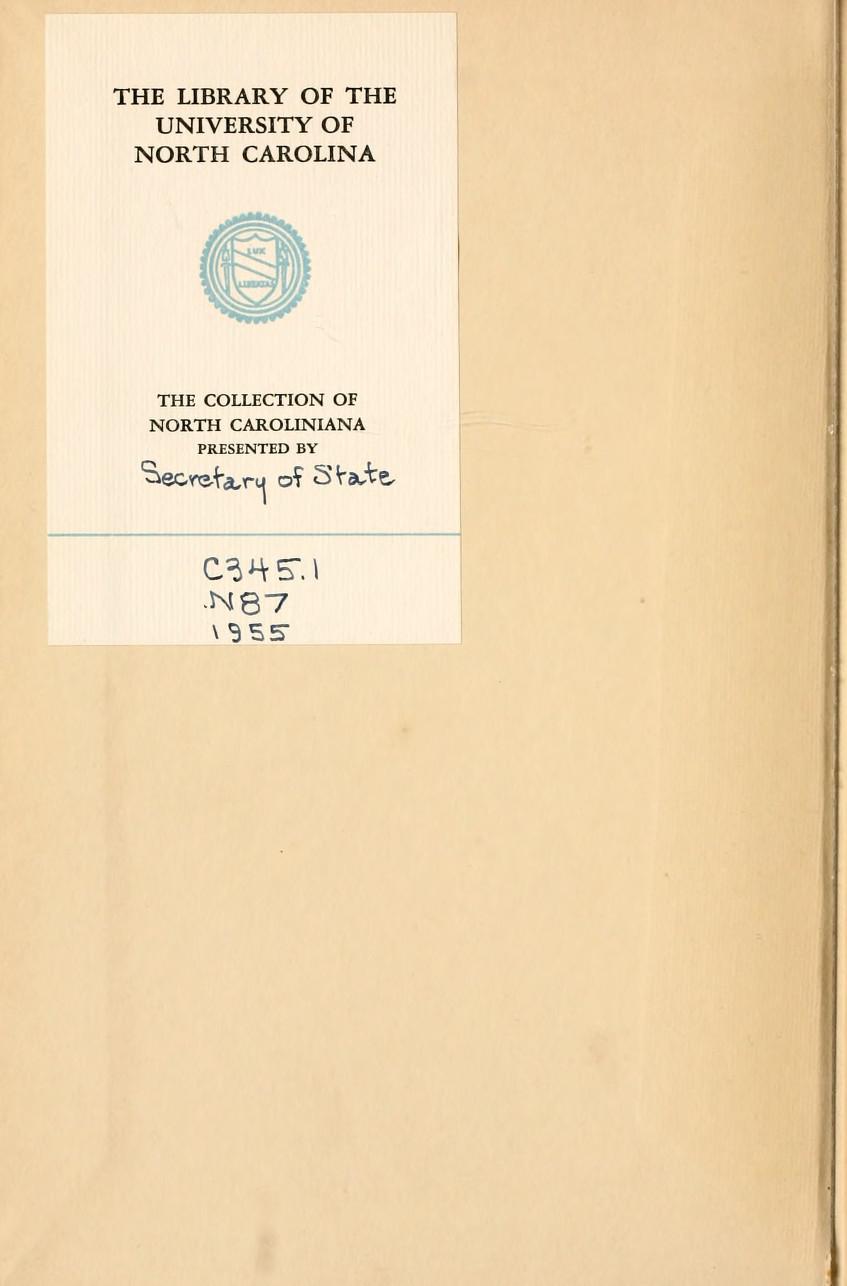 THE LIBRARY OF THE
UNIVERSITY OF
NORTH CAROLINA
LUX
LIBERTAS
THE COLLECTION OF
NORTH CAROLINIANA
PRESENTED BY
Secretary of State
C345.1
.N87
1955